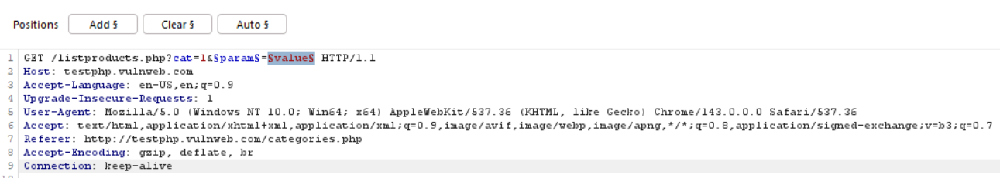 Positions Add § Clear § Auto §
1 GET /listproducts.php?cat=1&§param§=§value§ HTTP/1.1
2 Host: testphp.vulnweb.com
3 Accept-Language: en-US,en;q=0.9
4 Upgrade-Insecure-Requests: 1
5 User-Agent: Mozilla/5.0 (Windows NT 10.0; Win64; x64) AppleWebKit/537.36 (KHTML, like Gecko) Chrome/143.0.0.0 Safari/537.36
6 Accept: text/html,application/xhtml+xml,application/xml;q=0.9,image/avif,image/webp,image/apng,*/*;q=0.8,application/signed-exchange;v=b3;q=0.7
7 Referer: http://testphp.vulnweb.com/categories.php
8 Accept-Encoding: gzip, deflate, br
9 Connection: keep-alive
10